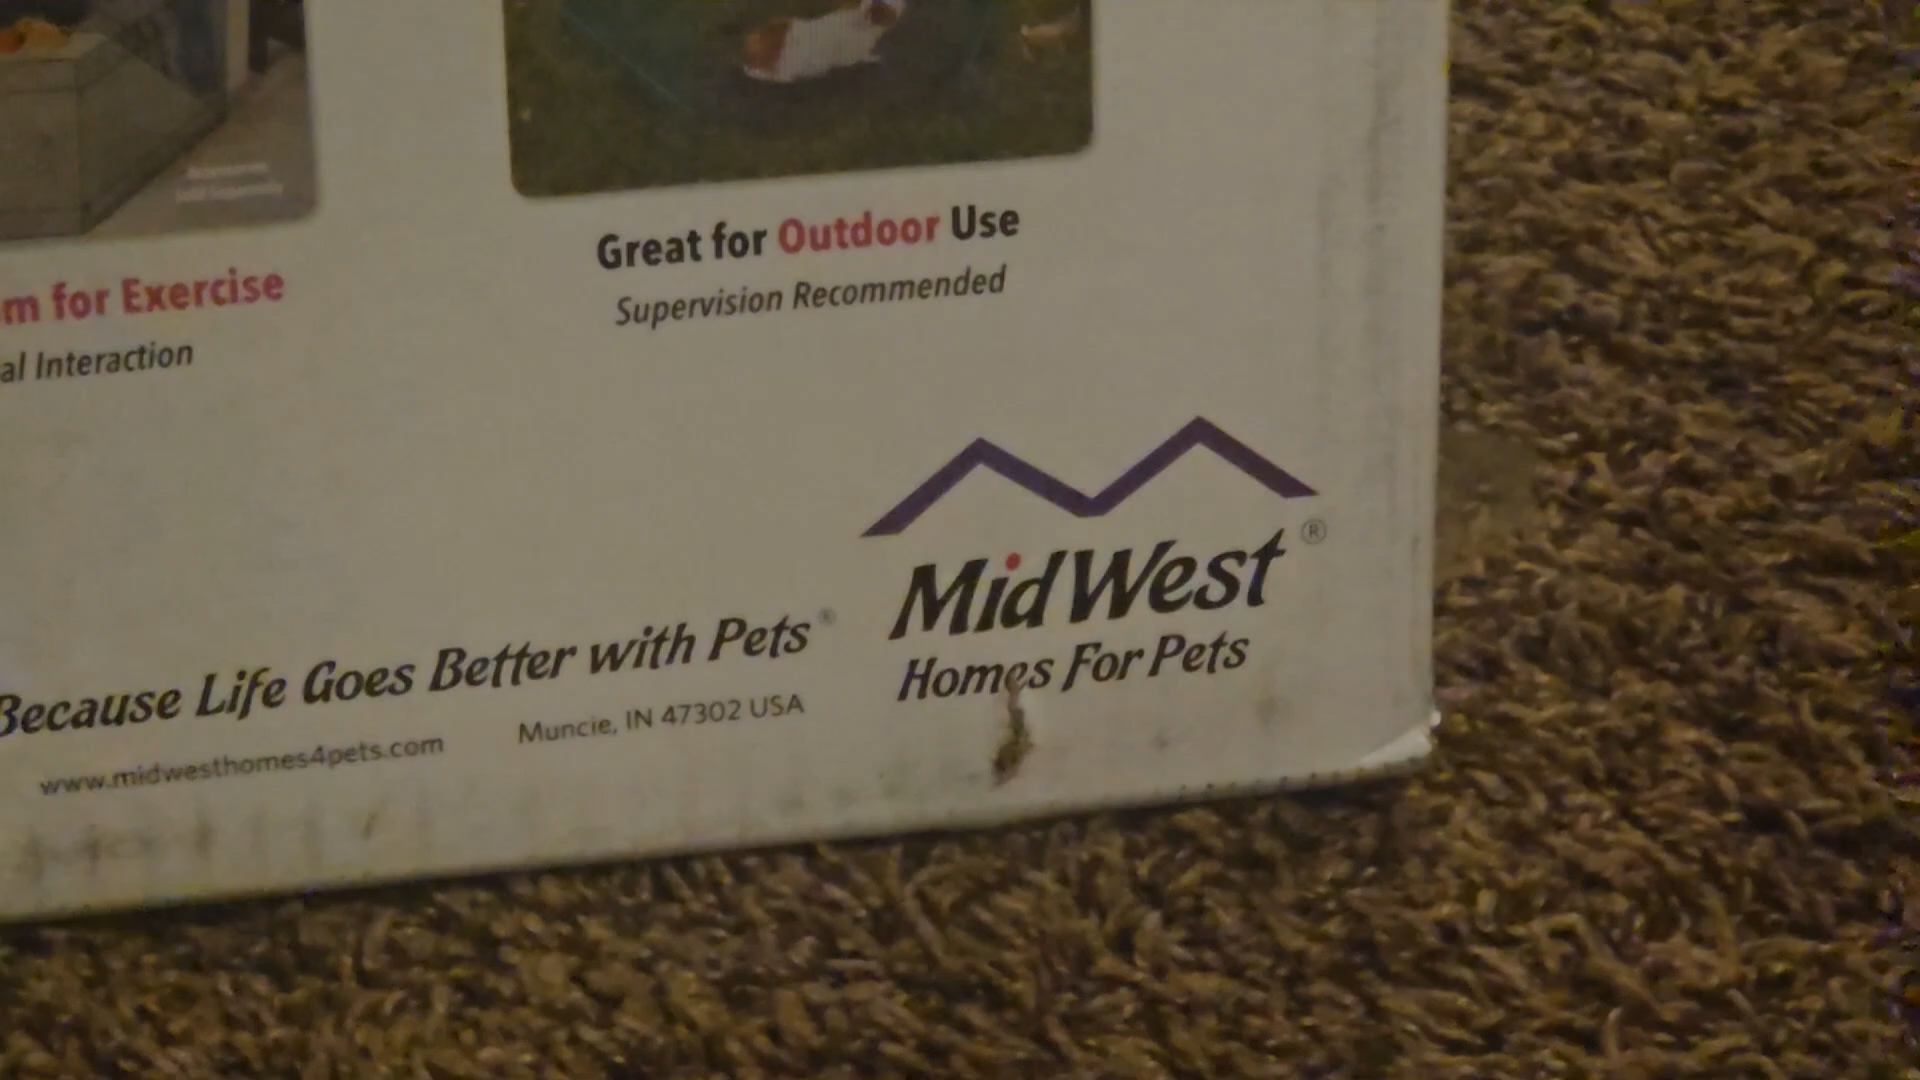 m for Exercise
al Interaction
Great for Outdoor Use
Supervision Recommended
MidWest®
Homes For Pets
Because Life Goes Better with Pets®
www.midwesthomes4pets.com
Muncie, IN 47302 USA